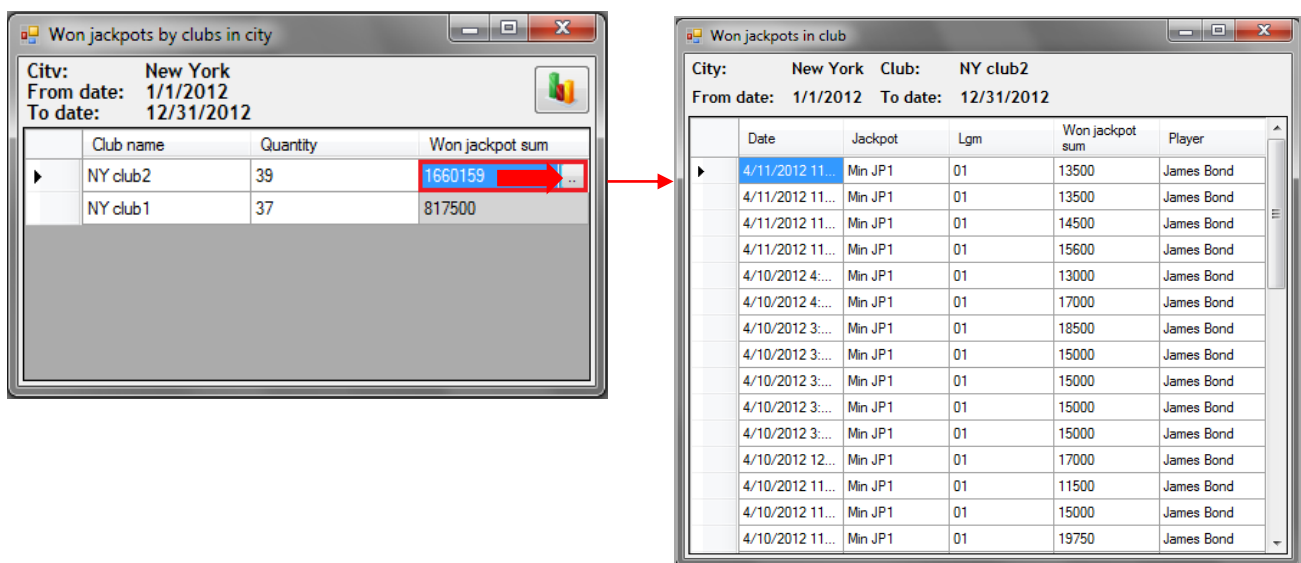 Won jackpots by clubs in city
City: New York
From date: 1/1/2012
To date: 12/31/2012
Club name Quantity Won jackpot sum
NY club2 39 1660159 ..
NY club1 37 817500
Won jackpots in club
City: New York Club: NY club2
From date: 1/1/2012 To date: 12/31/2012
Date Jackpot Lgm Won jackpot sum Player
4/11/2012 11... Min JP1 01 13500 James Bond
4/11/2012 11... Min JP1 01 13500 James Bond
4/11/2012 11... Min JP1 01 14500 James Bond
4/11/2012 11... Min JP1 01 15600 James Bond
4/10/2012 4:... Min JP1 01 13000 James Bond
4/10/2012 4:... Min JP1 01 17000 James Bond
4/10/2012 3:... Min JP1 01 18500 James Bond
4/10/2012 3:... Min JP1 01 15000 James Bond
4/10/2012 3:... Min JP1 01 15000 James Bond
4/10/2012 3:... Min JP1 01 15000 James Bond
4/10/2012 3:... Min JP1 01 15000 James Bond
4/10/2012 12... Min JP1 01 17000 James Bond
4/10/2012 11... Min JP1 01 11500 James Bond
4/10/2012 11... Min JP1 01 15000 James Bond
4/10/2012 11... Min JP1 01 19750 James Bond